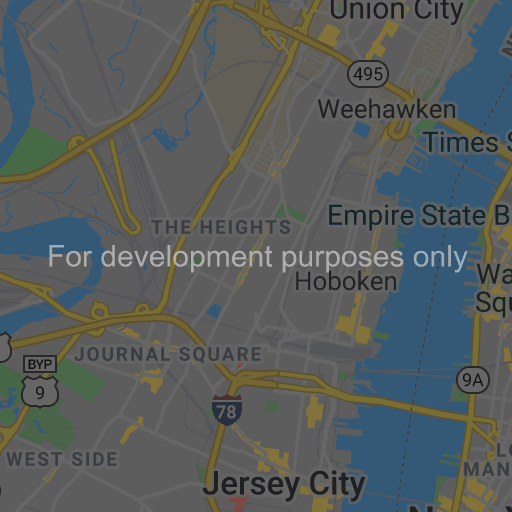 Union City
495
Weehawken
Times S
Empire State B
THE HEIGHTS
For development purposes only
Hoboken
Wa
Squ
JOURNAL SQUARE
BYP
9
9A
78
WEST SIDE
L
MAN
Jersey City
New Y